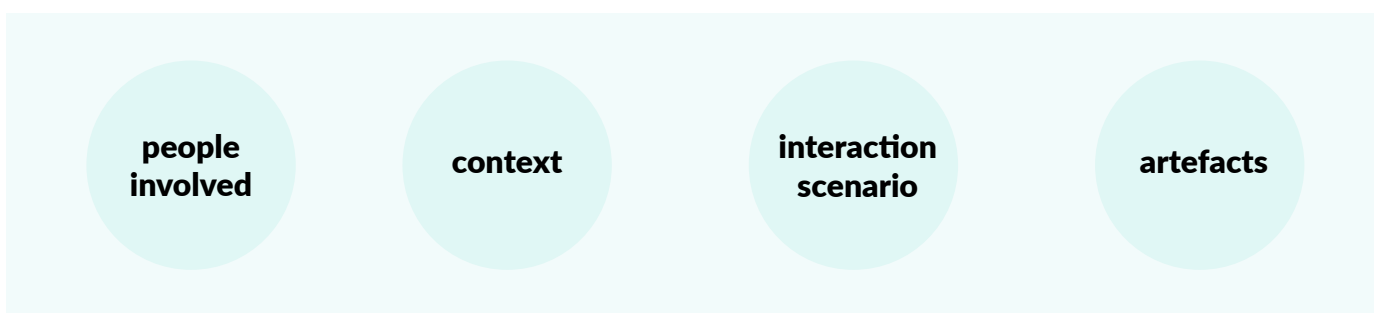 people
involved
context
interaction
scenario
artefacts